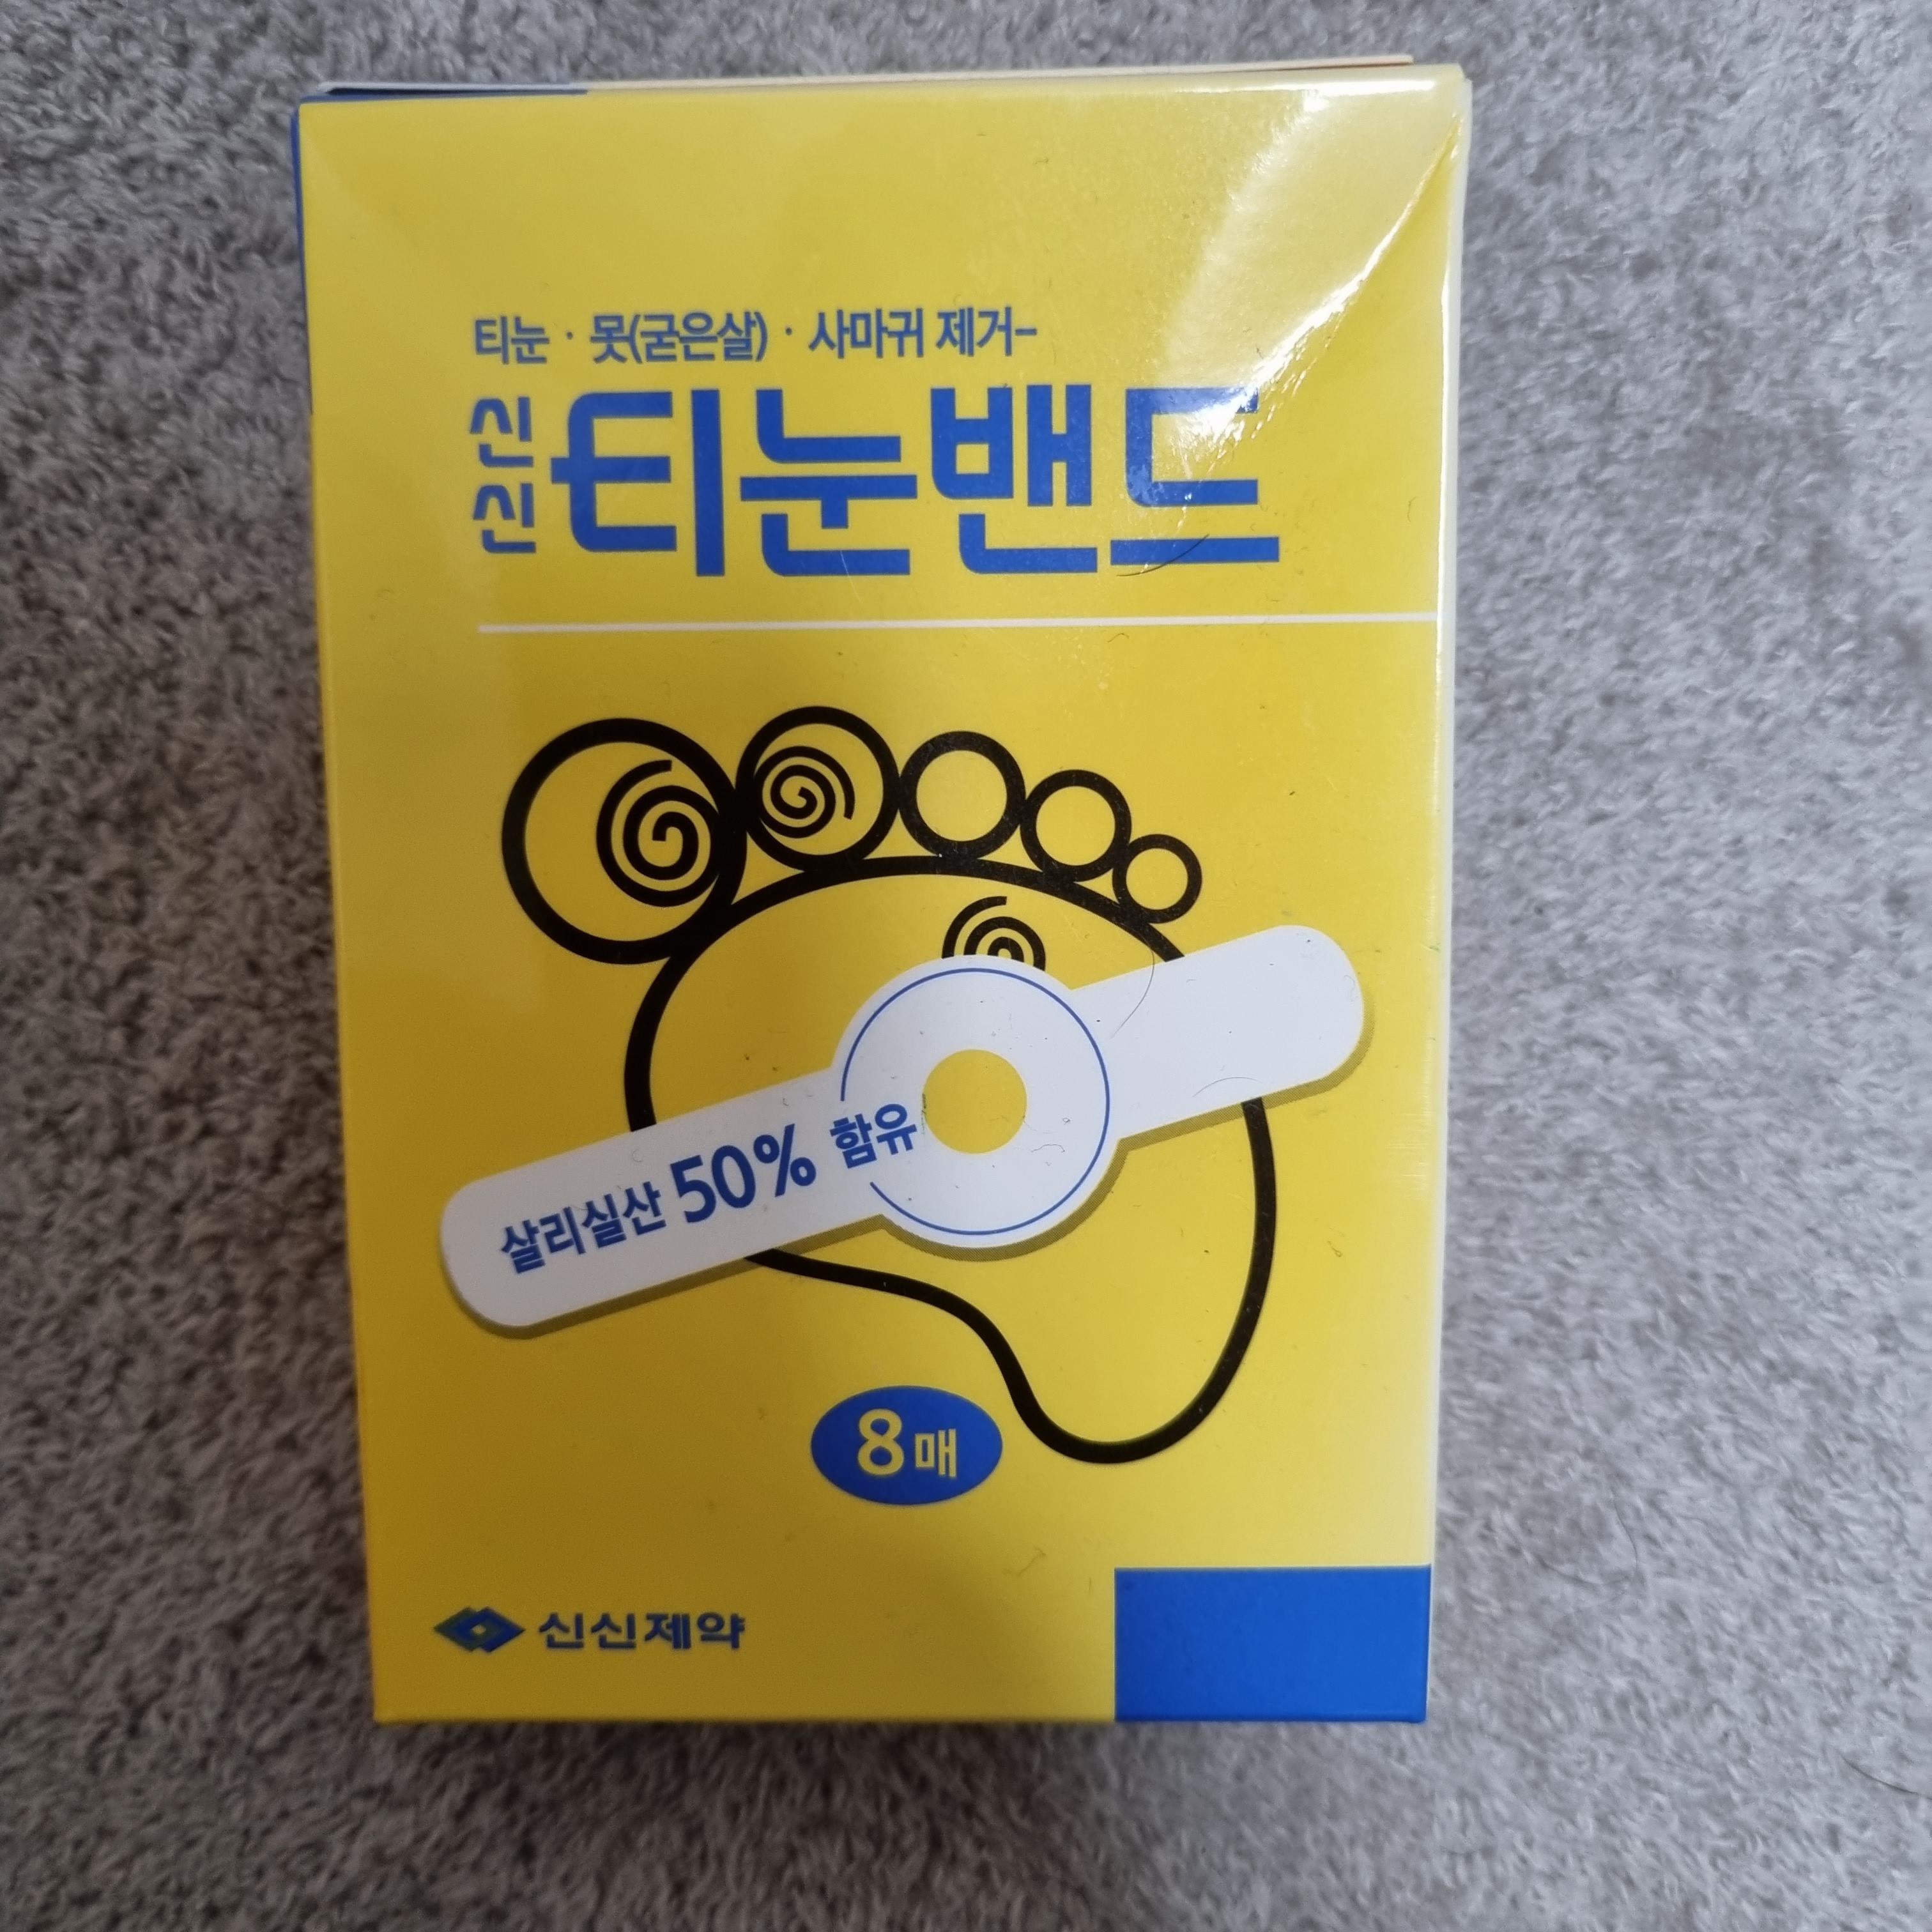 티눈 · 못(굳은살) · 사마귀 제거-
신신 티눈밴드
살리실산 50% 함유
8매
신신제약